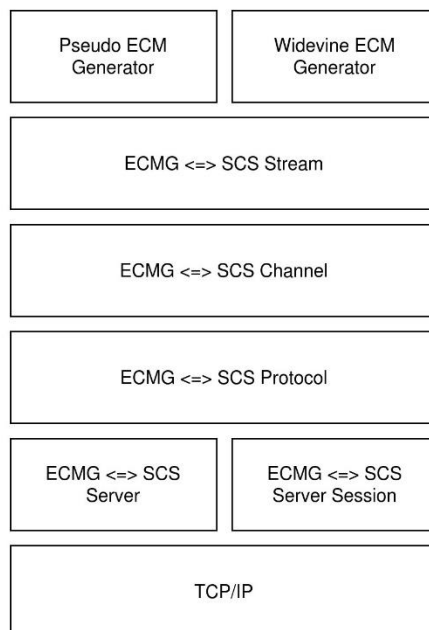 Pseudo ECM
Generator
Widevine ECM
Generator
ECMG <=> SCS Stream
ECMG <=> SCS Channel
ECMG <=> SCS Protocol
ECMG <=> SCS
Server
ECMG <=> SCS
Server Session
TCP/IP